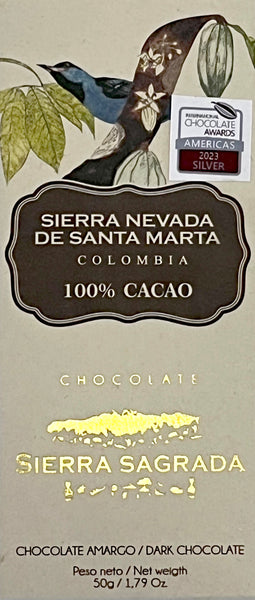 INTERNATIONAL
CHOCOLATE
AWARDS
AMERICAS
2023
SILVER
SIERRA NEVADA
DE SANTA MARTA
COLOMBIA
100% CACAO
CHOCOLATE
SIERRA SAGRADA
CHOCOLATE AMARGO / DARK CHOCOLATE
Peso neto / Net weigth
50g / 1,79 Oz.